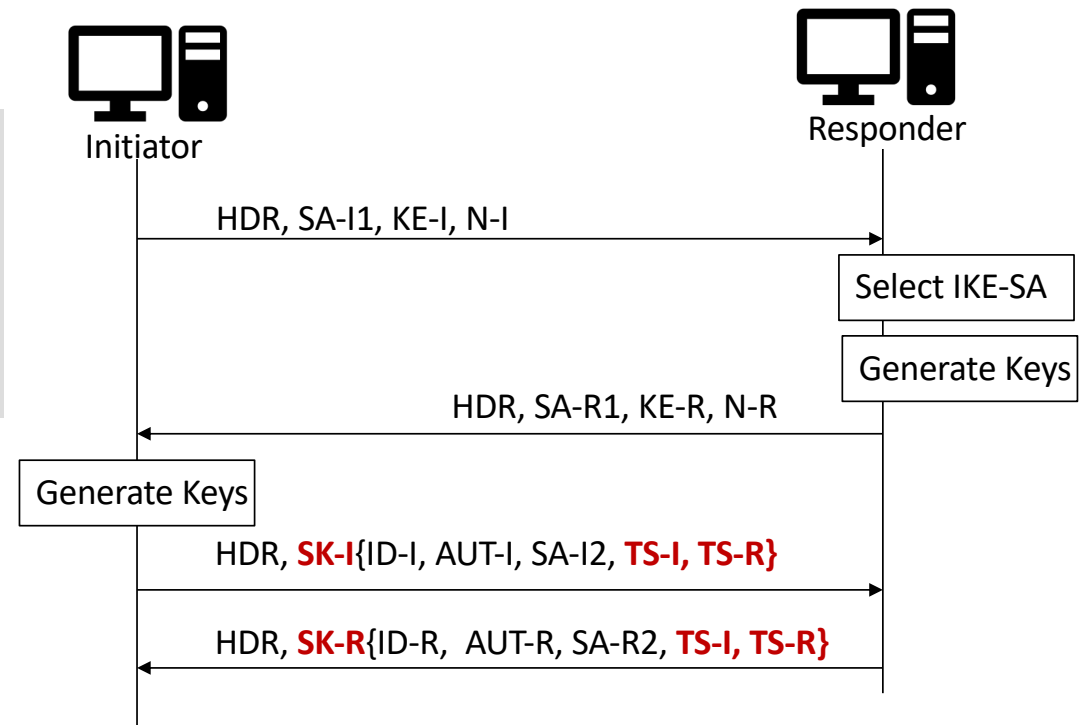 Initiator
Responder
HDR, SA-I1, KE-I, N-I
Select IKE-SA
Generate Keys
HDR, SA-R1, KE-R, N-R
Generate Keys
HDR, SK-I{ID-I, AUT-I, SA-I2, TS-I, TS-R}
HDR, SK-R{ID-R, AUT-R, SA-R2, TS-I, TS-R}